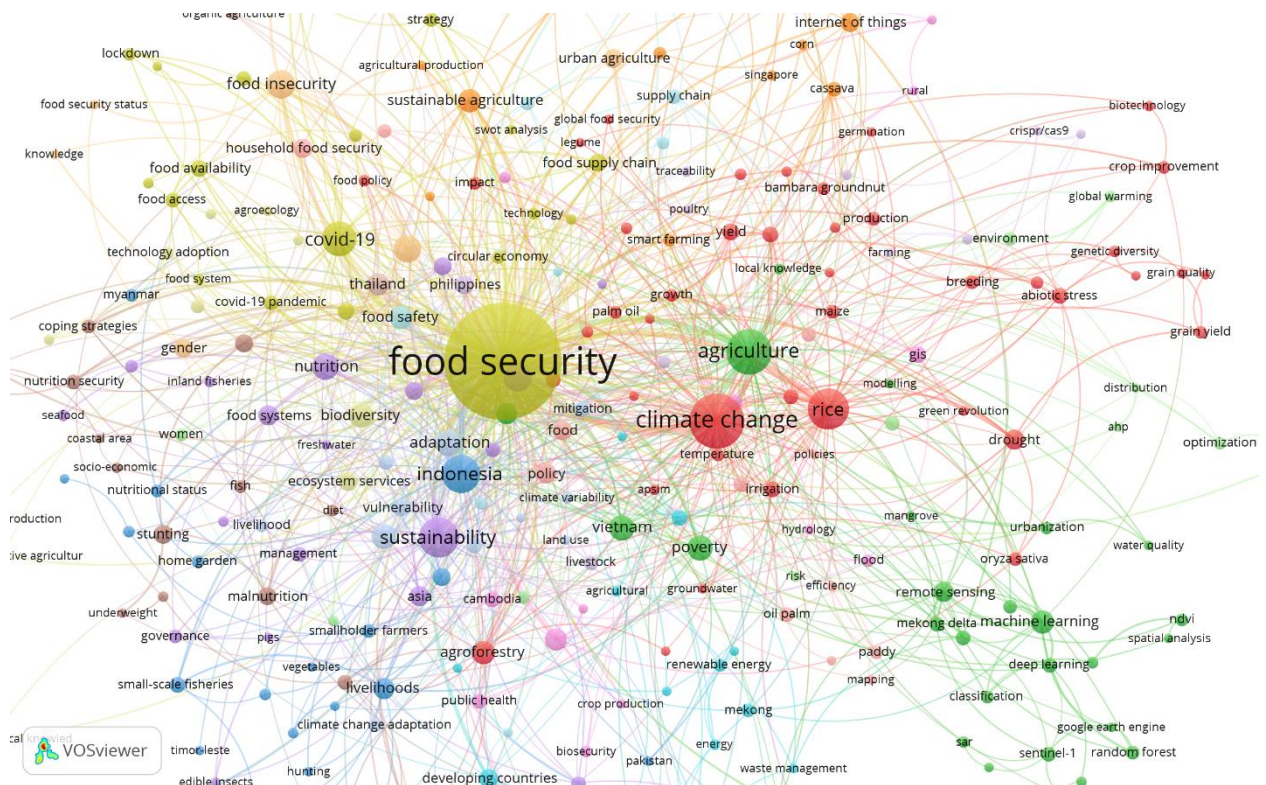 organic agriculture
strategy
internet of things
lockdown
urban agriculture
corn
agricultural production
singapore
food insecurity
cassava
rural
supply chain
sustainable agriculture
food security status
biotechnology
global food security
swot analysis
germination
crispr/cas9
legume
household food security
knowledge
food availability
food supply chain
crop improvement
traceability
food policy
impact
bambara groundnut
global warming
food access
agroecology
technology
poultry
production
covid-19
yield
smart farming
environment
technology adoption
circular economy
farming
genetic diversity
local knowledge
food system
grain quality
thailand
philippines
breeding
myanmar
growth
abiotic stress
covid-19 pandemic
palm oil
maize
food safety
coping strategies
grain yield
gender
agriculture
gis
food security
nutrition
nutrition security
inland fisheries
modelling
distribution
mitigation
rice
green revolution
seafood
food systems
biodiversity
climate change
ahp
women
food
coastal area
freshwater
adaptation
drought
optimization
temperature
policies
socio-economic
indonesia
policy
fish
ecosystem services
nutritional status
apsim
irrigation
climate variability
diet
vulnerability
mangrove
roduction
livelihood
vietnam
hydrology
urbanization
stunting
sustainability
land use
water quality
poverty
tive agricultur
home garden
management
livestock
flood
oryza sativa
risk
efficiency
agricultural
groundwater
remote sensing
malnutrition
asia
cambodia
underweight
oil palm
mekong delta
machine learning
ndvi
smallholder farmers
governance
pigs
spatial analysis
agroforestry
paddy
vegetables
renewable energy
deep learning
mapping
small-scale fisheries
livelihoods
classification
public health
crop production
mekong
climate change adaptation
google earth engine
cal knowled
energy
sar
VOSviewer
timor-leste
biosecurity
sentinel-1
random forest
pakistan
hunting
waste management
edible insects
developing countries